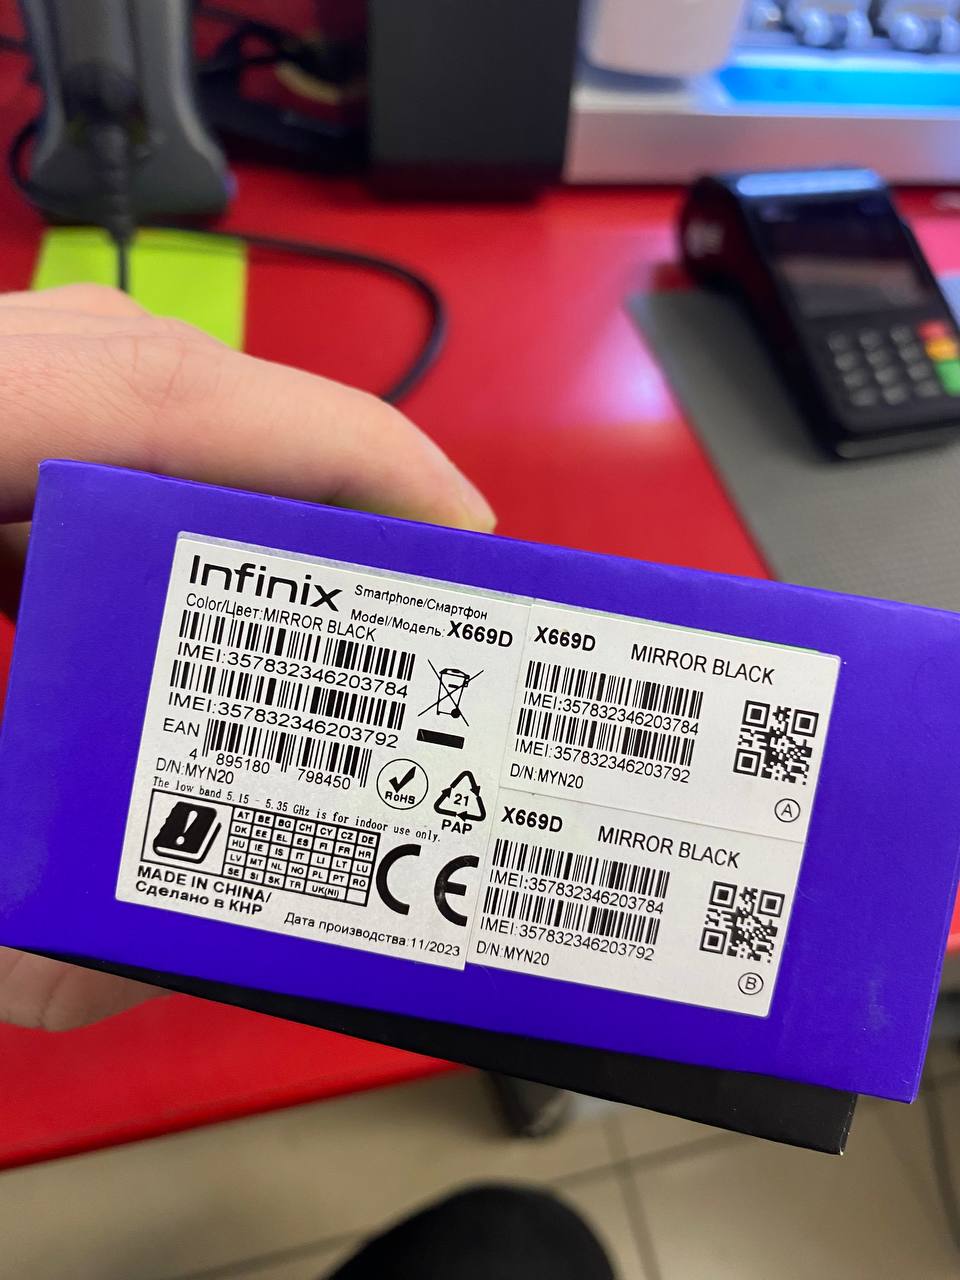 Infinix
Smartphone/Смартфон
Color/Цвет:MIRROR BLACK
Model/Модель: X669D
IMEI:357832346203784
IMEI:357832346203792
EAN
4 895180 798450
D/N:MYN20
The low band 5.15 - 5.35 GHz is for indoor use only.
RoHS
21
PAP
AT BE BG CH CY CZ DE
DK EE EL ES FI FR HR
HU IE IS IT LI LT LU
LV MT NL NO PL PT RO
SE SI SK TR UK(NI)
CE
MADE IN CHINA/
Сделано в КНР
Дата производства:11/2023
X669D MIRROR BLACK
IMEI:357832346203784
IMEI:357832346203792
D/N:MYN20
A
X669D MIRROR BLACK
IMEI:357832346203784
IMEI:357832346203792
D/N:MYN20
B